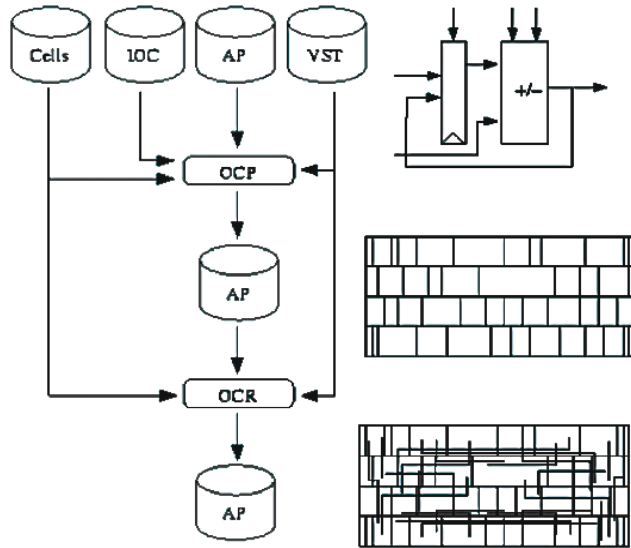 Cells
IOC
AP
VST
+/-
OCP
AP
OCR
AP